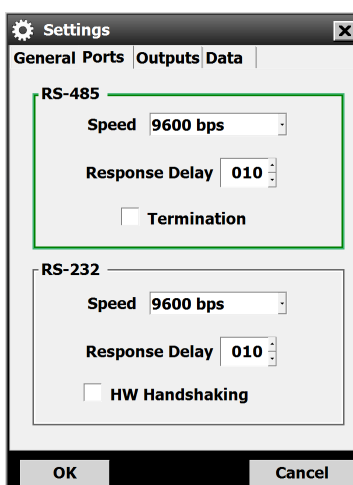 Settings
General Ports Outputs Data
RS-485
Speed 9600 bps
Response Delay 010
Termination
RS-232
Speed 9600 bps
Response Delay 010
HW Handshaking
OK Cancel